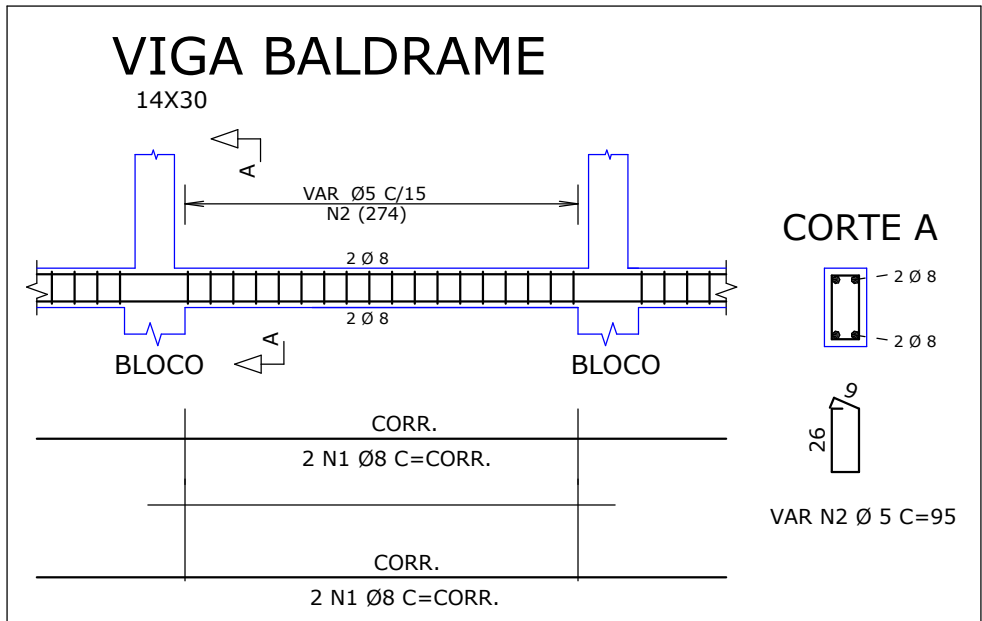 VIGA BALDRAME
14X30
A
VAR Ø5 C/15
N2 (274)
2 Ø 8
2 Ø 8
A
BLOCO
BLOCO
CORTE A
2 Ø 8
2 Ø 8
9
26
VAR N2 Ø 5 C=95
CORR.
2 N1 Ø8 C=CORR.
CORR.
2 N1 Ø8 C=CORR.